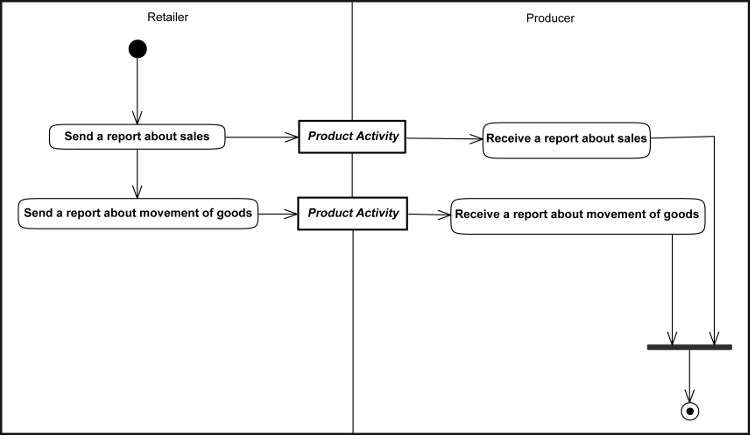 Retailer
Producer
Send a report about sales
Product Activity
Receive a report about sales
Send a report about movement of goods
Product Activity
Receive a report about movement of goods